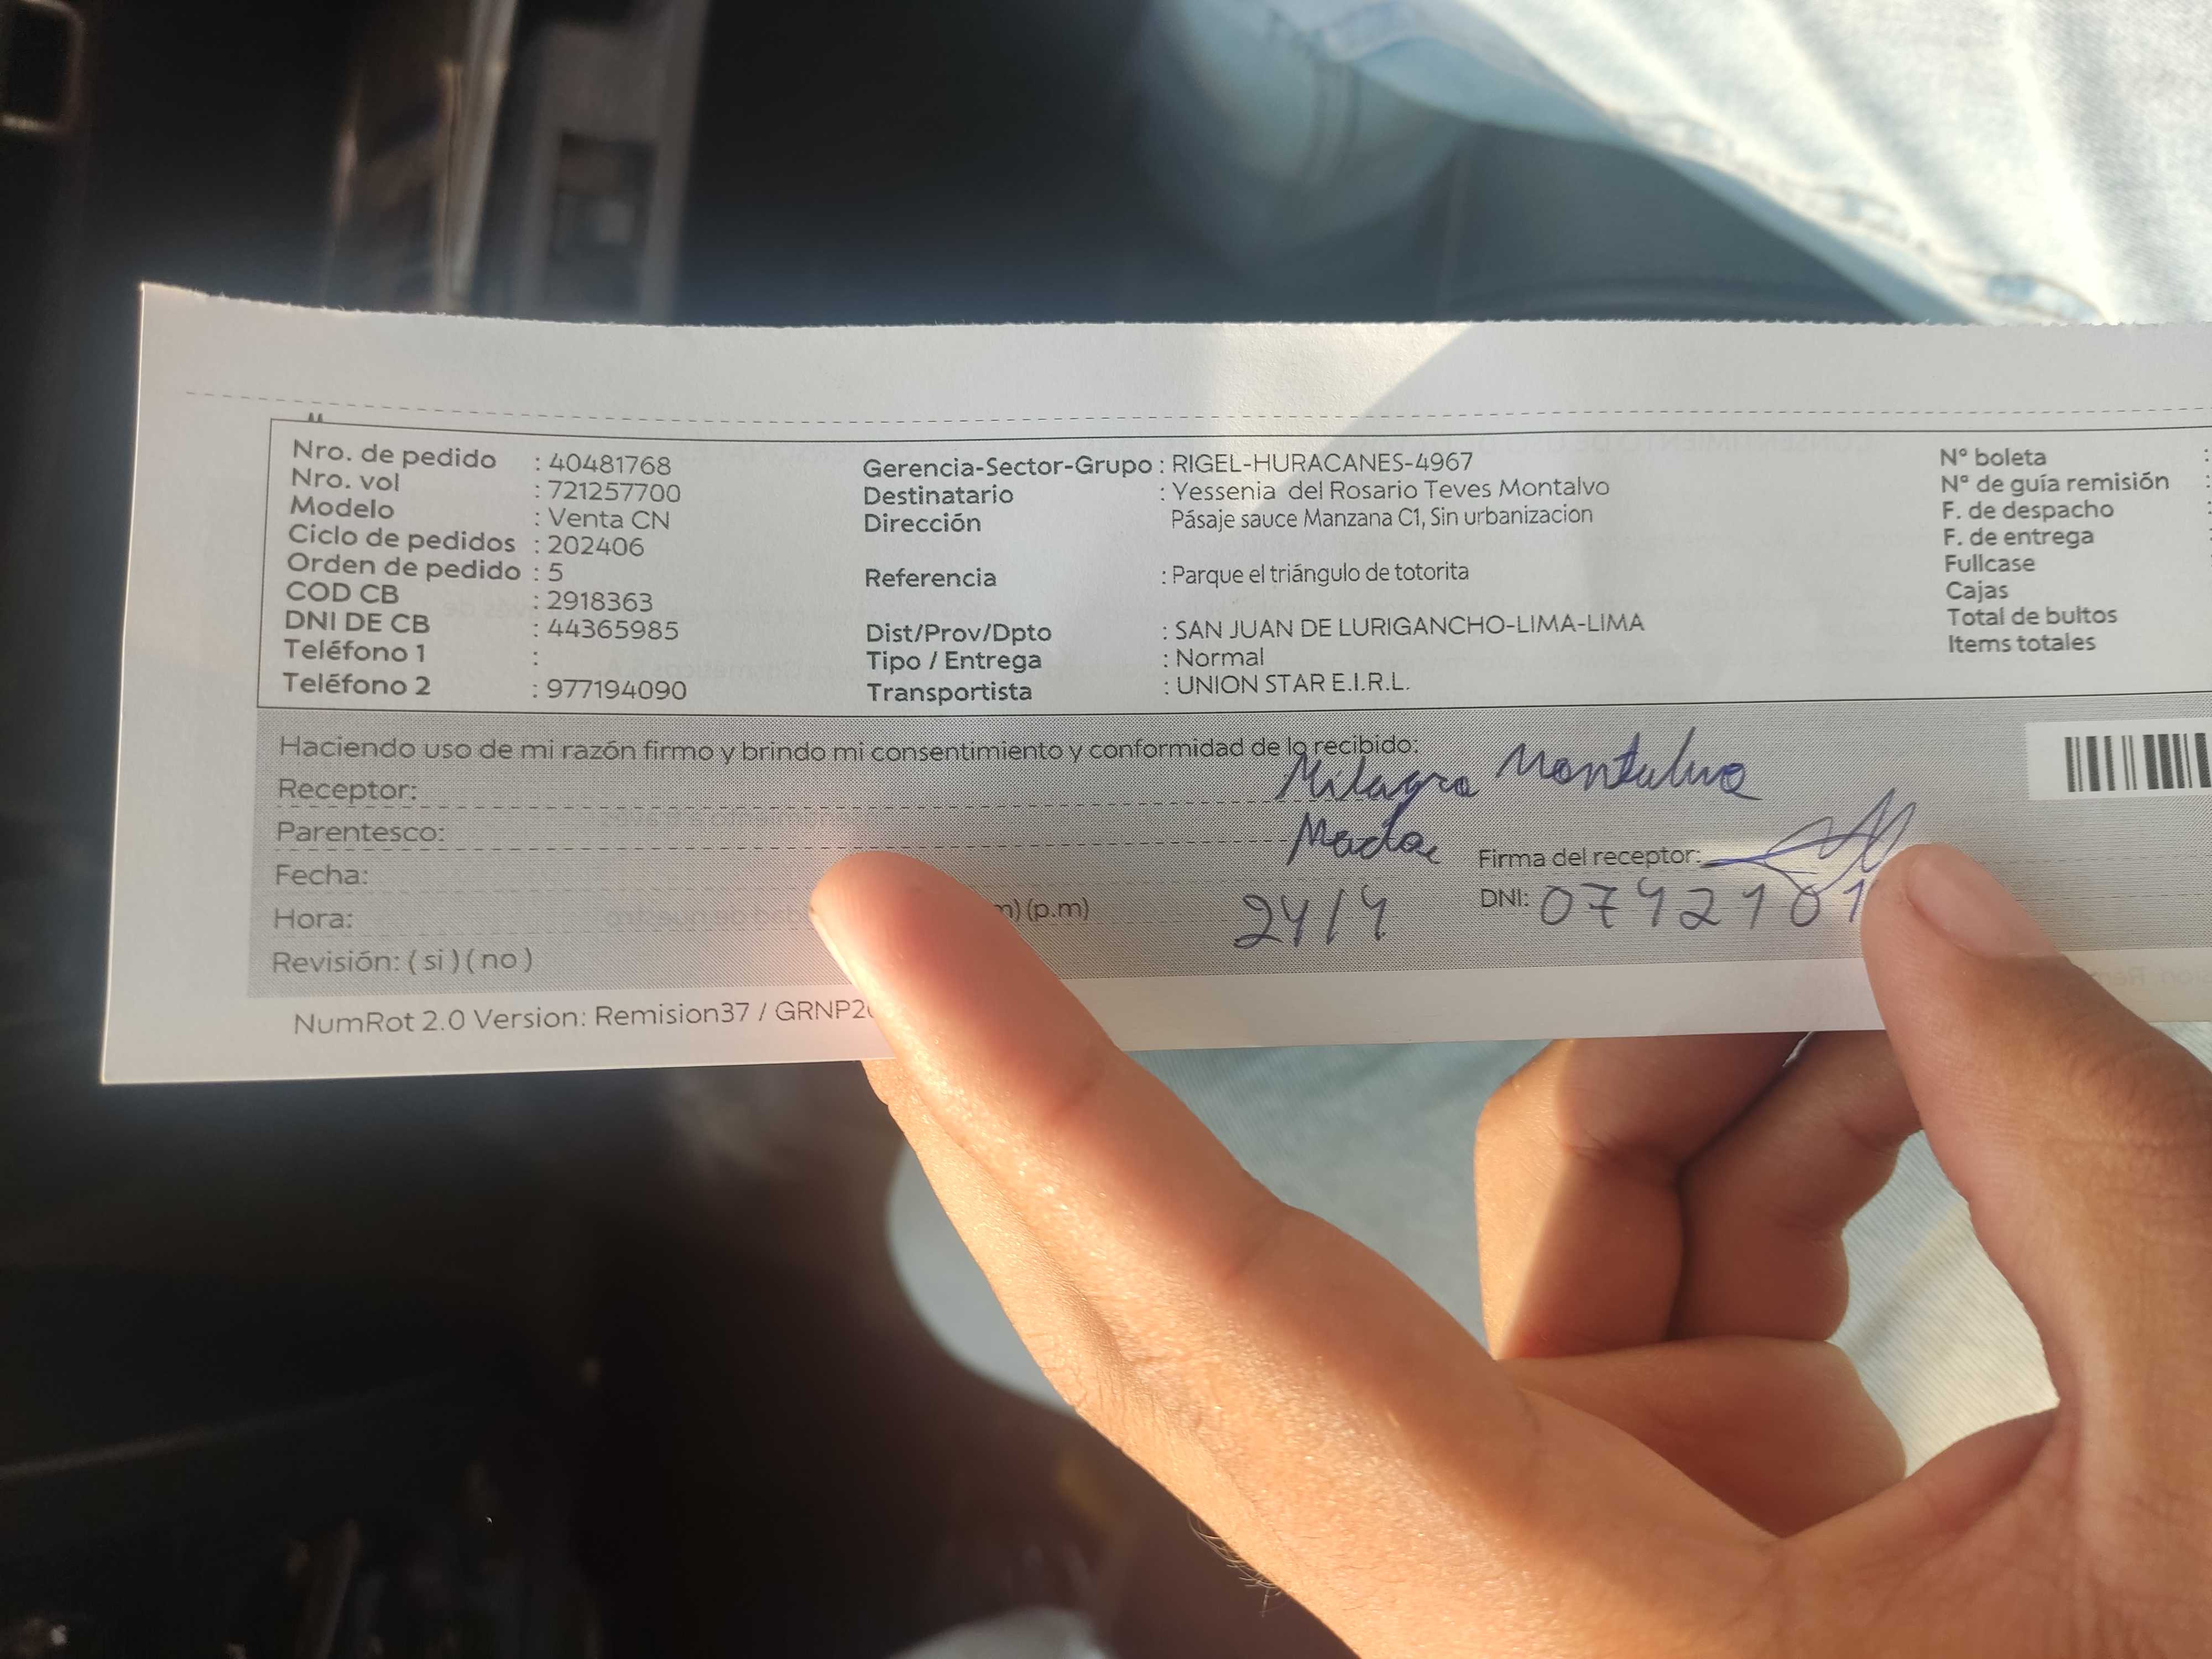 Nro. de pedido : 40481768
Nro. vol : 721257700
Modelo : Venta CN
Ciclo de pedidos : 202406
Orden de pedido : 5
COD CB : 2918363
DNI DE CB : 44365985
Teléfono 1 :
Teléfono 2 : 977194090
Gerencia-Sector-Grupo : RIGEL-HURACANES-4967
Destinatario : Yessenia del Rosario Teves Montalvo
Dirección Pásaje sauce Manzana C1, Sin urbanizacion
Referencia : Parque el triángulo de totorita
Dist/Prov/Dpto : SAN JUAN DE LURIGANCHO-LIMA-LIMA
Tipo / Entrega : Normal
Transportista : UNION STAR E.I.R.L.
N° boleta :
N° de guía remisión :
F. de despacho :
F. de entrega
Fullcase
Cajas
Total de bultos
Items totales
Haciendo uso de mi razón firmo y brindo mi consentimiento y conformidad de lo recibido:
Receptor: Milagro Montalvo
Parentesco: Madre
Firma del receptor:
Fecha: 24/4
DNI: 0742101
Hora: (p.m)
Revisión: ( si ) ( no )
NumRot 2.0 Version: Remision37 /